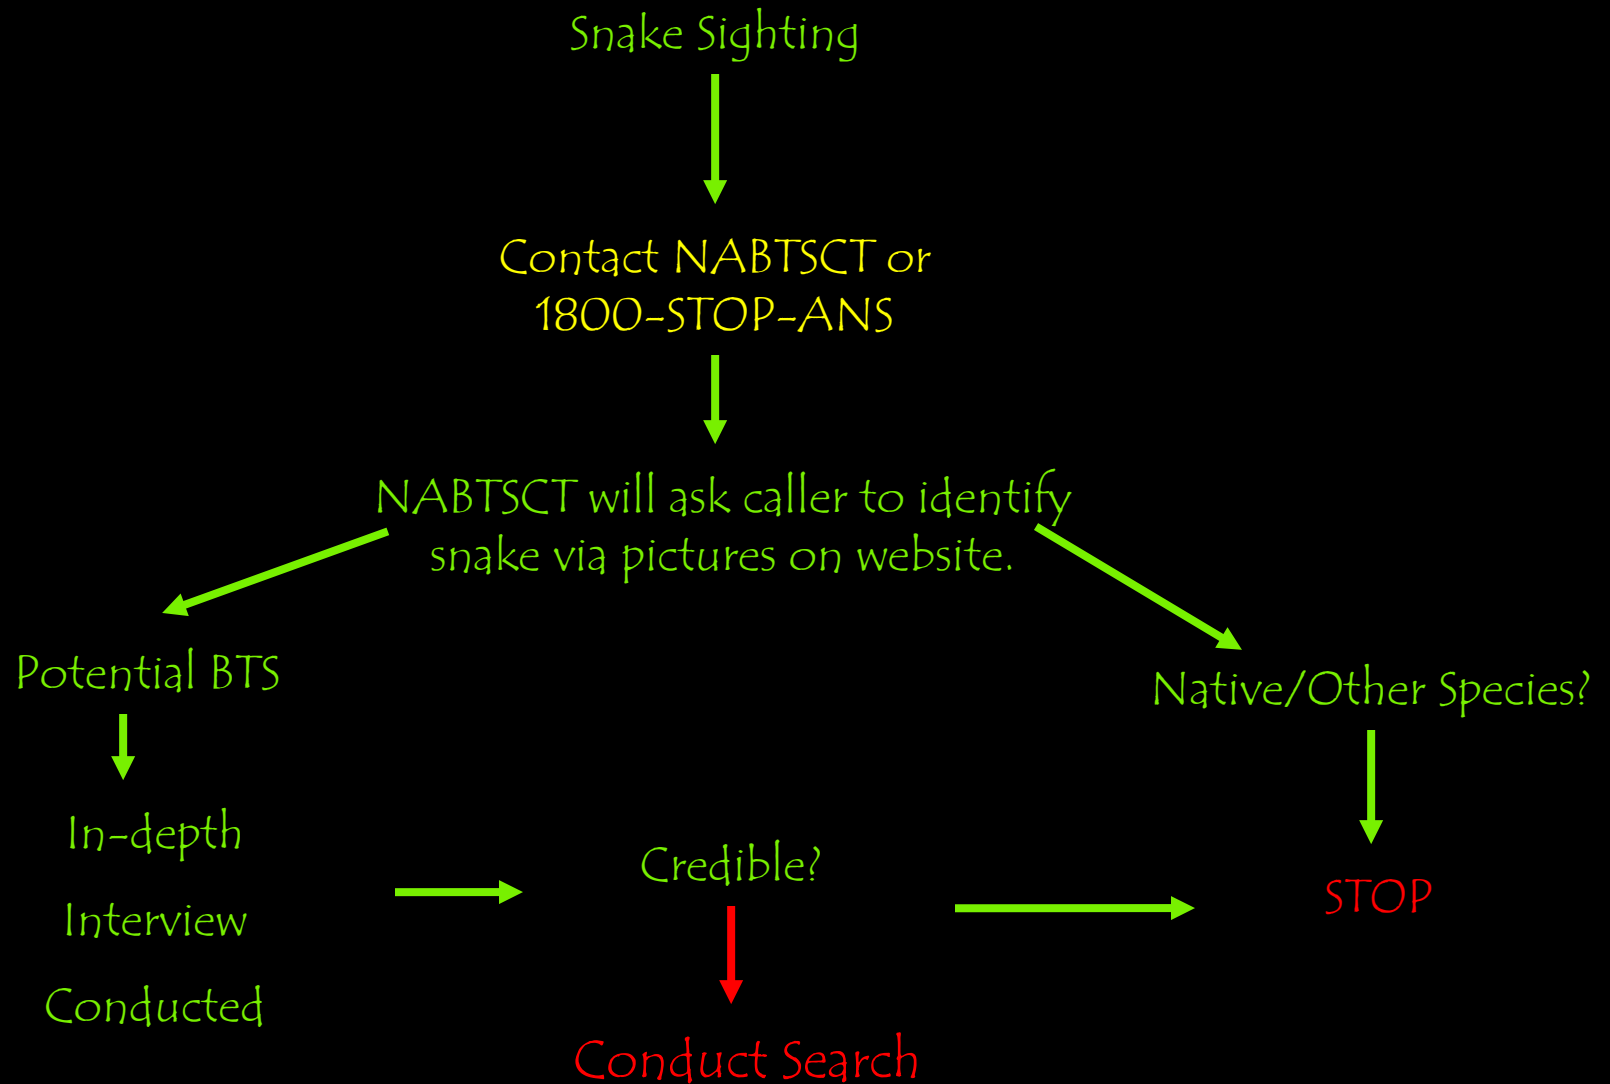 Snake Sighting
Contact NABTSCT or
1800-STOP-ANS
NABTSCT will ask caller to identify
snake via pictures on website.
Potential BTS
Native/Other Species?
In-depth
Interview
Conducted
Credible?
STOP
Conduct Search